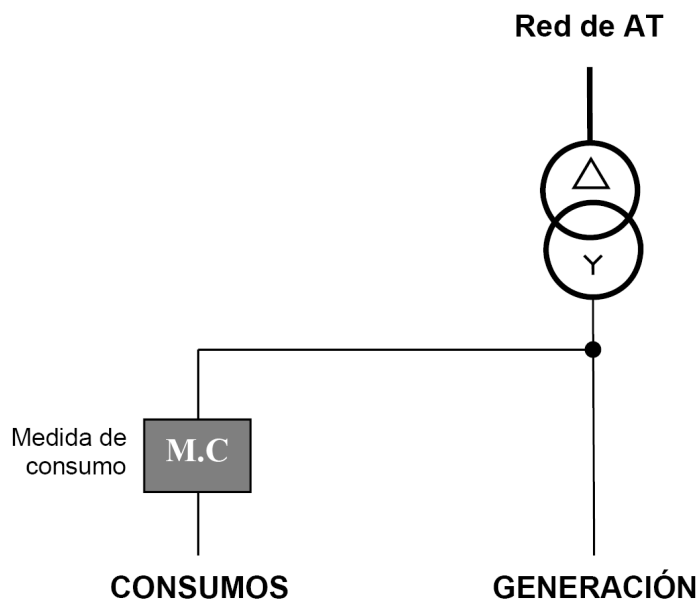 Red de AT
Y
Medida de
consumo
M.C
CONSUMOS
GENERACIÓN